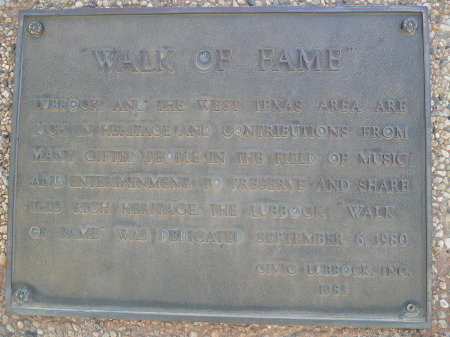 "WALK OF FAME"
LUBBOCK AND THE WEST TEXAS AREA ARE
RICH IN HERITAGE AND CONTRIBUTIONS FROM
MANY GIFTED PEOPLE IN THE FIELD OF MUSIC
AND ENTERTAINMENT. TO PRESERVE AND SHARE
THIS RICH HERITAGE, THE LUBBOCK "WALK
OF FAME" WAS DEDICATED SEPTEMBER 6, 1980
CIVIC LUBBOCK, INC.